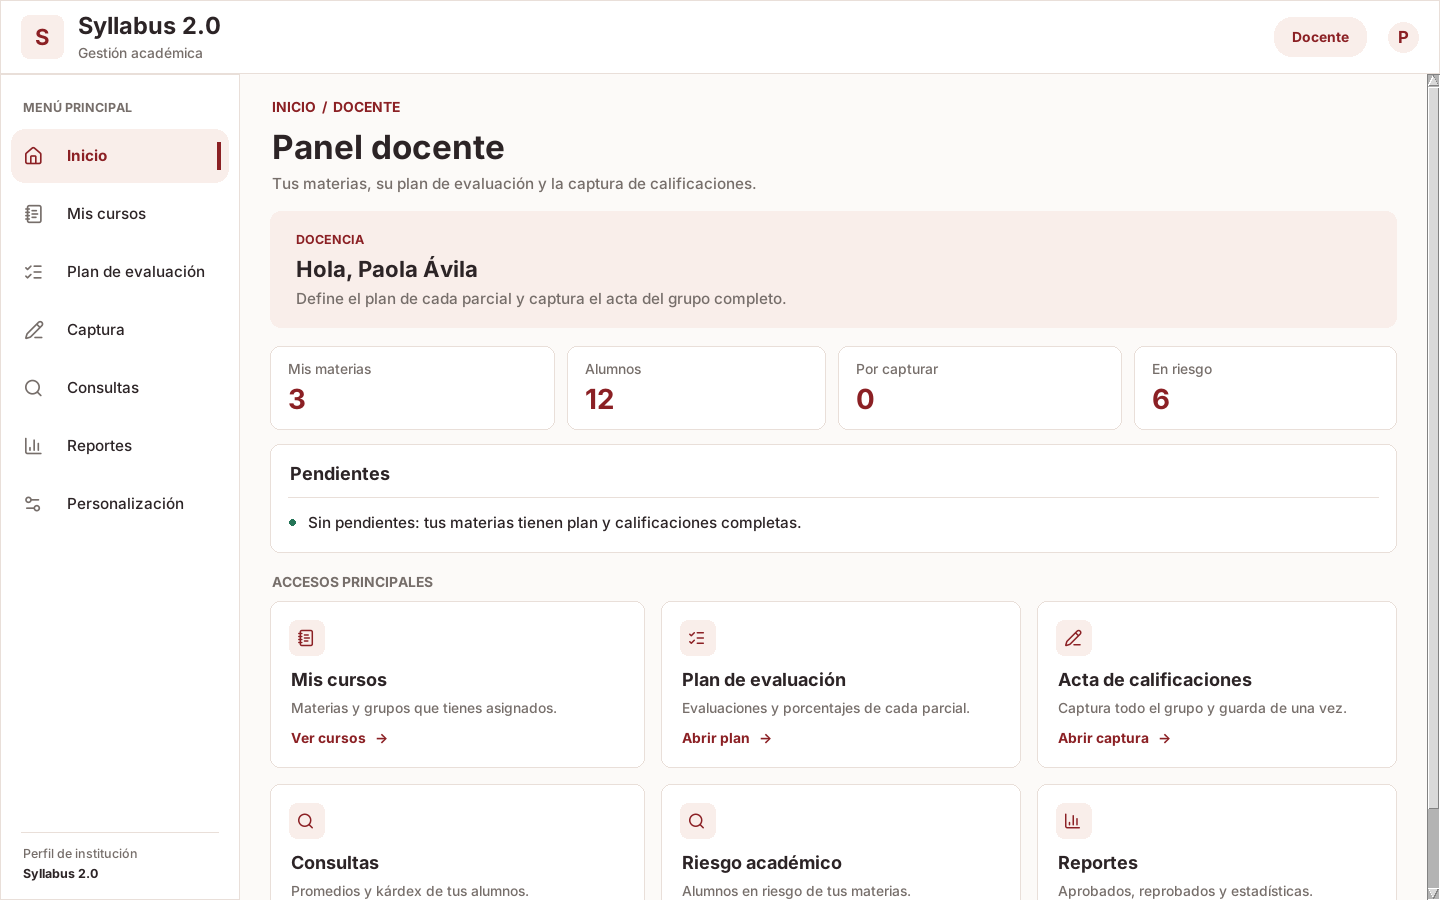 S
Syllabus 2.0
Gestión académica
Docente
P
MENÚ PRINCIPAL
Inicio
Mis cursos
Plan de evaluación
Captura
Consultas
Reportes
Personalización
Perfil de institución
Syllabus 2.0
INICIO / DOCENTE
Panel docente
Tus materias, su plan de evaluación y la captura de calificaciones.
DOCENCIA
Hola, Paola Ávila
Define el plan de cada parcial y captura el acta del grupo completo.
Mis materias
3
Alumnos
12
Por capturar
0
En riesgo
6
Pendientes
Sin pendientes: tus materias tienen plan y calificaciones completas.
ACCESOS PRINCIPALES
Mis cursos
Materias y grupos que tienes asignados.
Ver cursos →
Plan de evaluación
Evaluaciones y porcentajes de cada parcial.
Abrir plan →
Acta de calificaciones
Captura todo el grupo y guarda de una vez.
Abrir captura →
Consultas
Promedios y kárdex de tus alumnos.
Riesgo académico
Alumnos en riesgo de tus materias.
Reportes
Aprobados, reprobados y estadísticas.